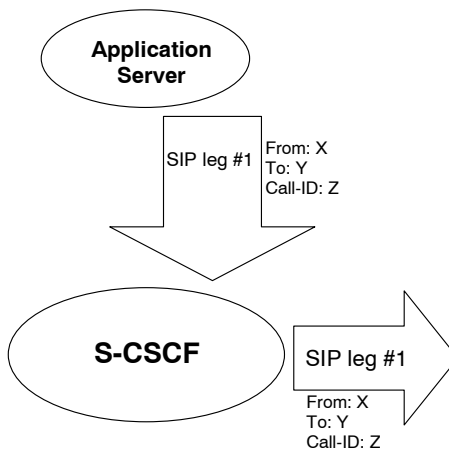 Application
Server
SIP leg #1
From: X
To: Y
Call-ID: Z
S-CSCF
SIP leg #1
From: X
To: Y
Call-ID: Z